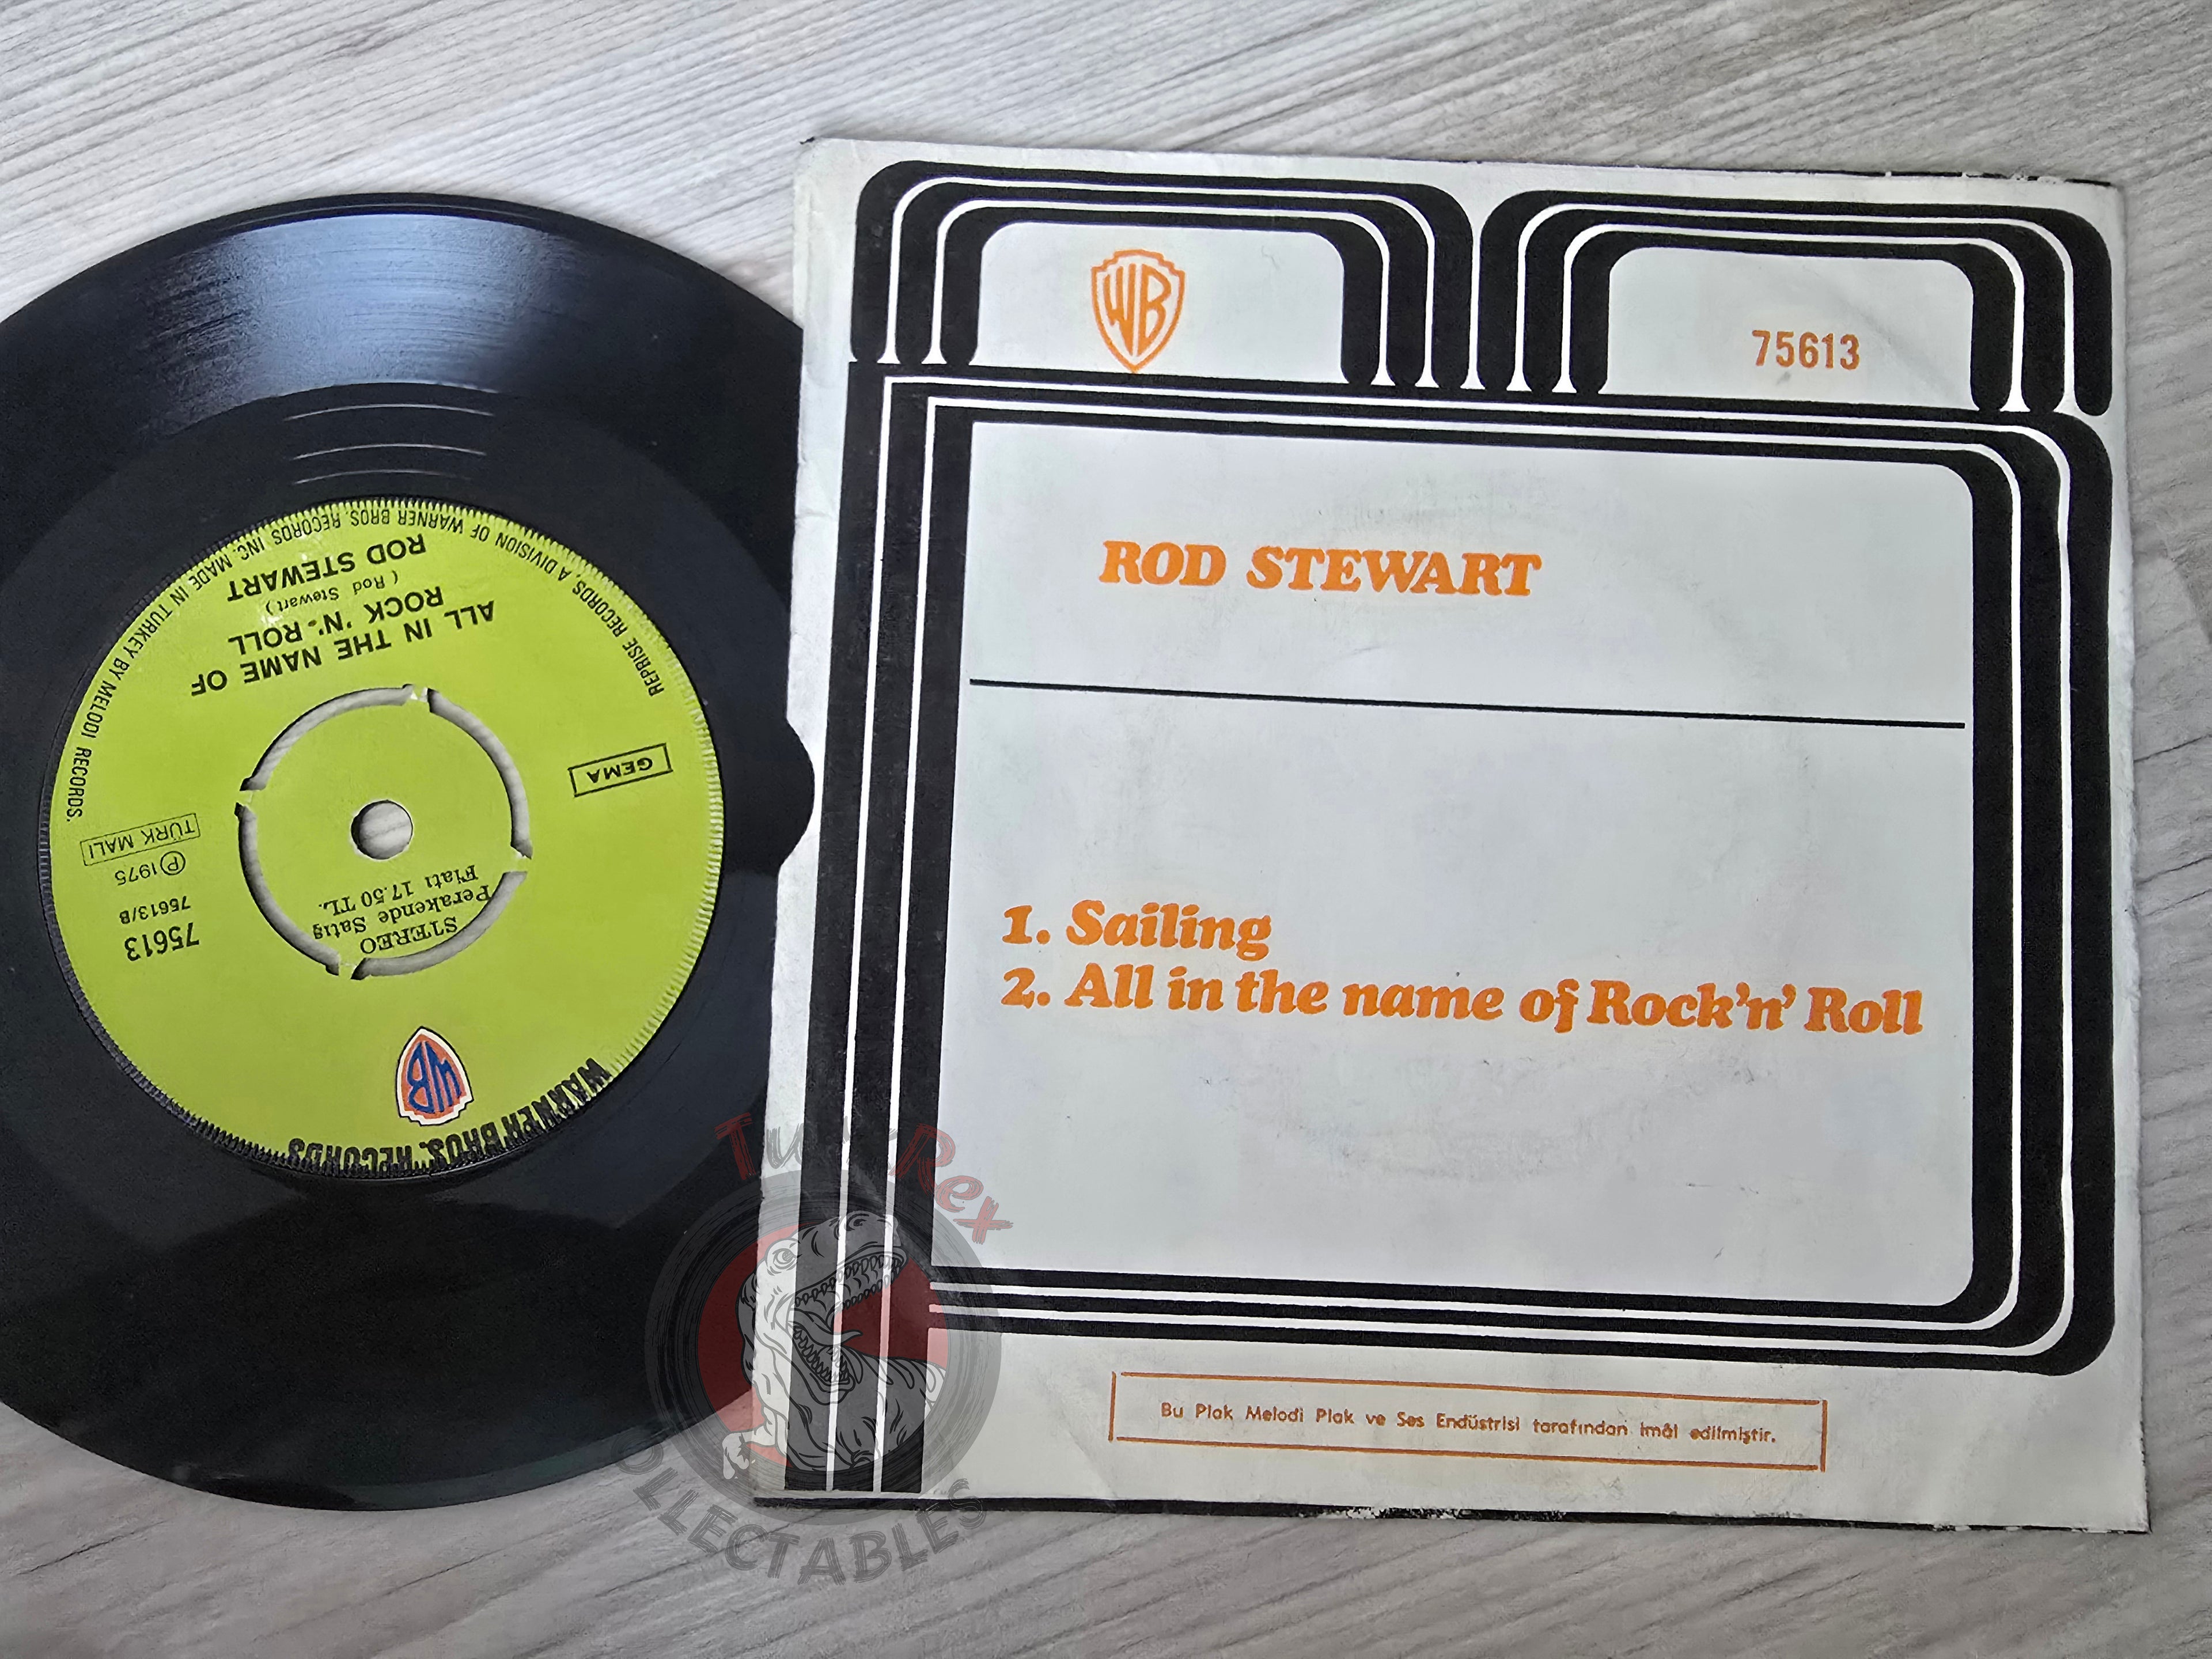 WB
75613
ROD STEWART
1. Sailing
2. All in the name of Rock'n' Roll
Bu Plak Melodi Plak ve Ses Endüstrisi tarafından imâl edilmiştir.
WARNER BROS. RECORDS
WB
75613
75613/B
Ⓟ1975
TÜRK MALI
STEREO
Perakende Satış
Fiatı 17.50 TL.
GEMA
ALL IN THE NAME OF
ROCK 'N'. ROLL
( Rod Stewart )
ROD STEWART
REPRISE RECORDS, A DIVISION OF WARNER BROS. RECORDS INC. MADE IN TURKEY BY MELODI RECORDS.
Rex